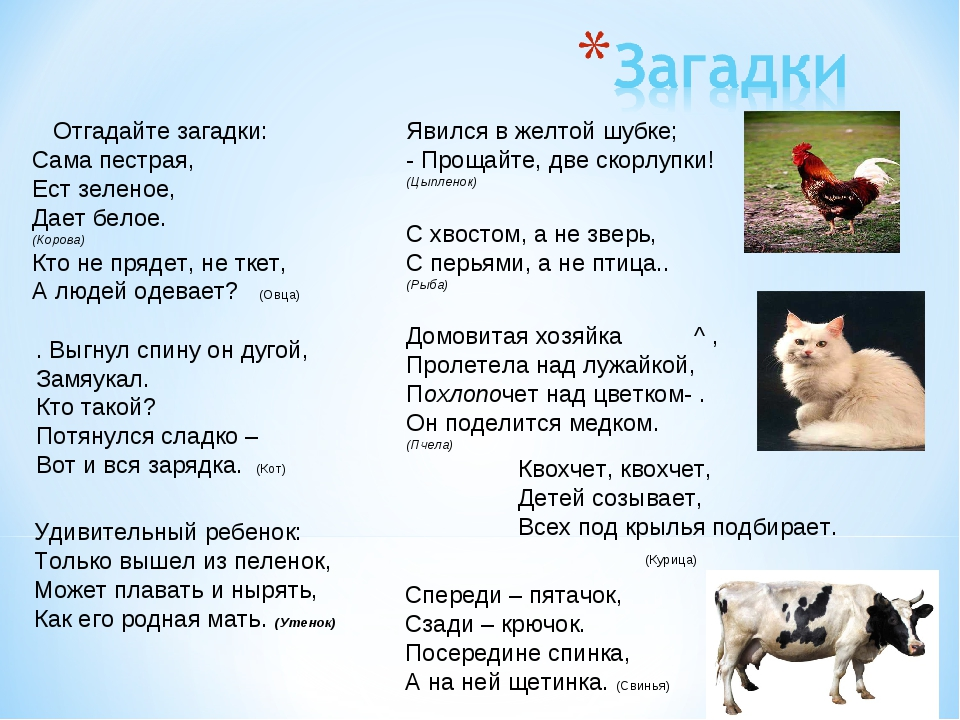 *Загадки
Отгадайте загадки:
Сама пестрая,
Ест зеленое,
Дает белое.
(Корова)
Кто не прядет, не ткет,
А людей одевает? (Овца)
. Выгнул спину он дугой,
Замяукал.
Кто такой?
Потянулся сладко –
Вот и вся зарядка. (Кот)
Удивительный ребенок:
Только вышел из пеленок,
Может плавать и нырять,
Как его родная мать. (Утенок)
Явился в желтой шубке;
- Прощайте, две скорлупки!
(Цыпленок)
С хвостом, а не зверь,
С перьями, а не птица..
(Рыба)
Домовитая хозяйка ^ ,
Пролетела над лужайкой,
Похлопочет над цветком- .
Он поделится медком.
(Пчела)
Квохчет, квохчет,
Детей созывает,
Всех под крылья подбирает.
(Курица)
Спереди – пятачок,
Сзади – крючок.
Посередине спинка,
А на ней щетинка. (Свинья)